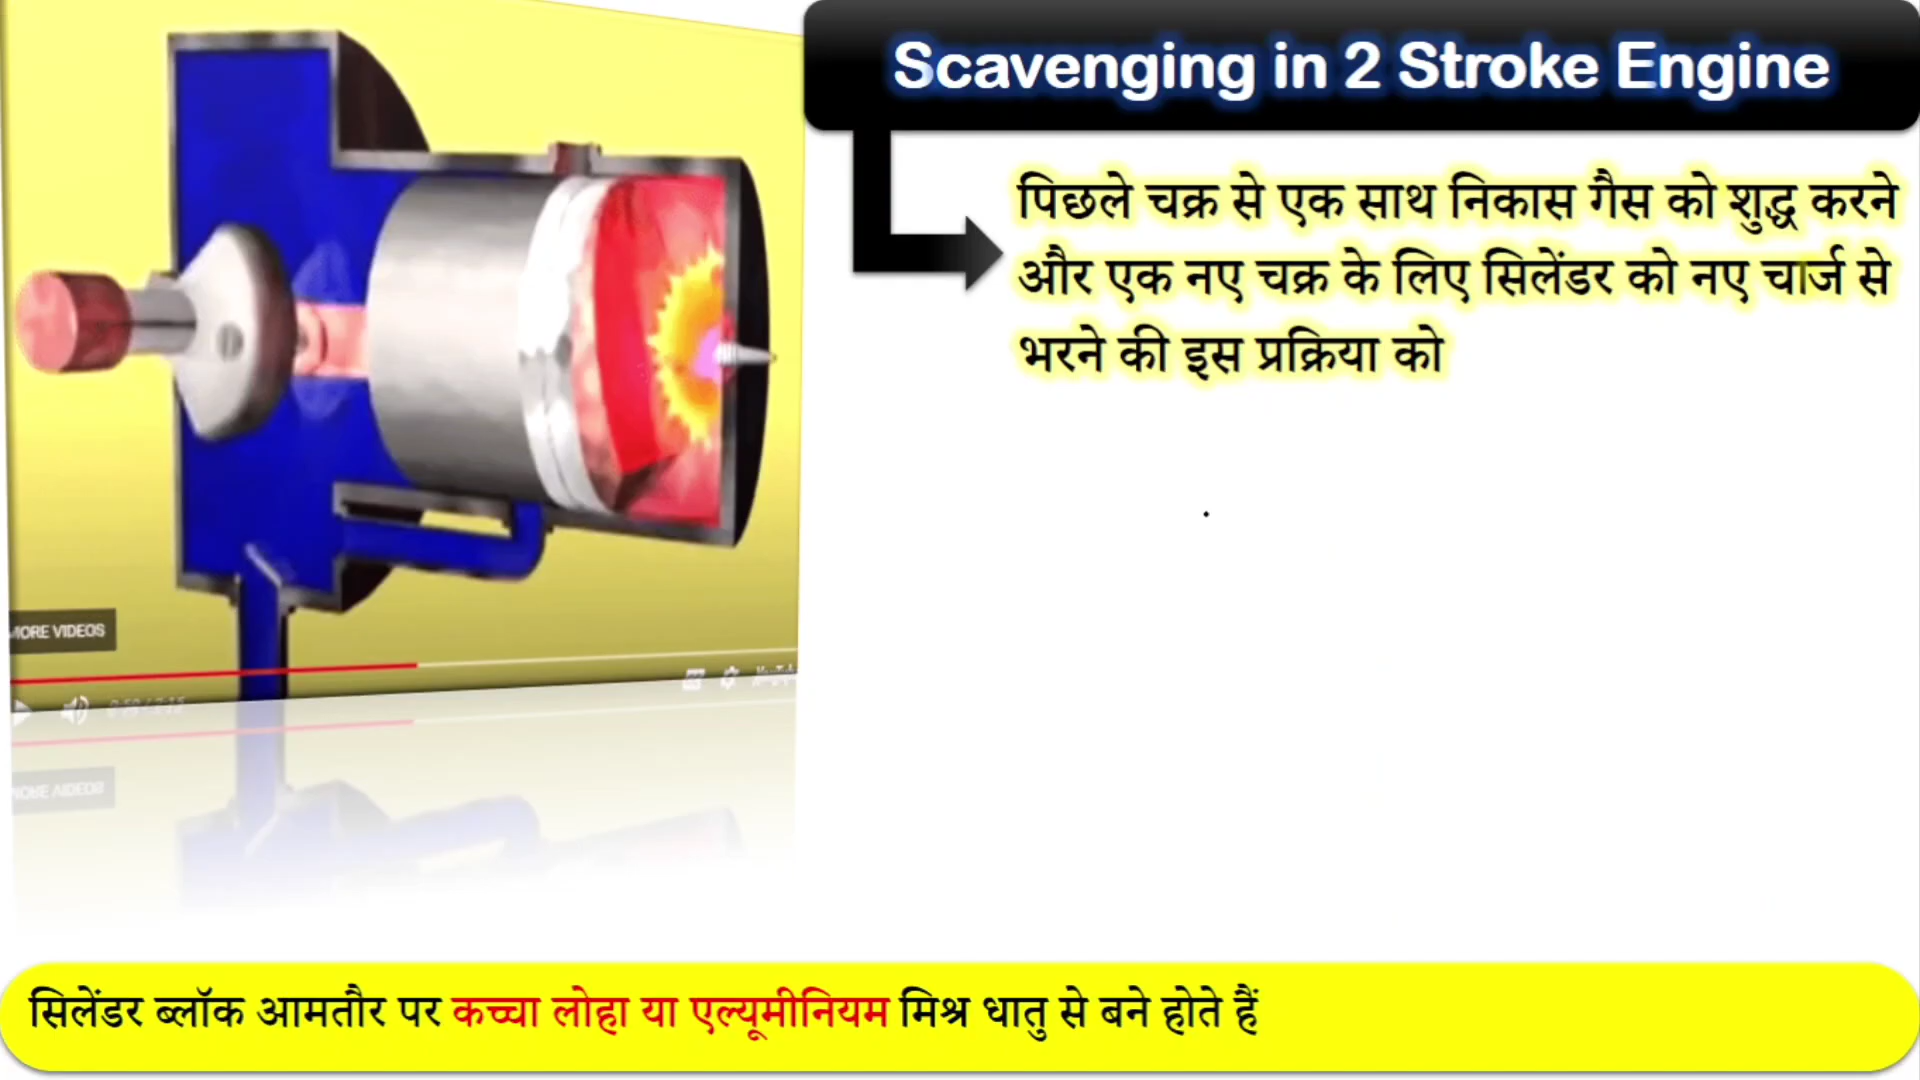 Scavenging in 2 Stroke Engine
पिछले चक्र से एक साथ निकास गैस को शुद्ध करने
और एक नए चक्र के लिए सिलेंडर को नए चार्ज से
भरने की इस प्रक्रिया को
MORE VIDEOS
सिलेंडर ब्लॉक आमतौर पर कच्चा लोहा या एल्यूमीनियम मिश्र धातु से बने होते हैं